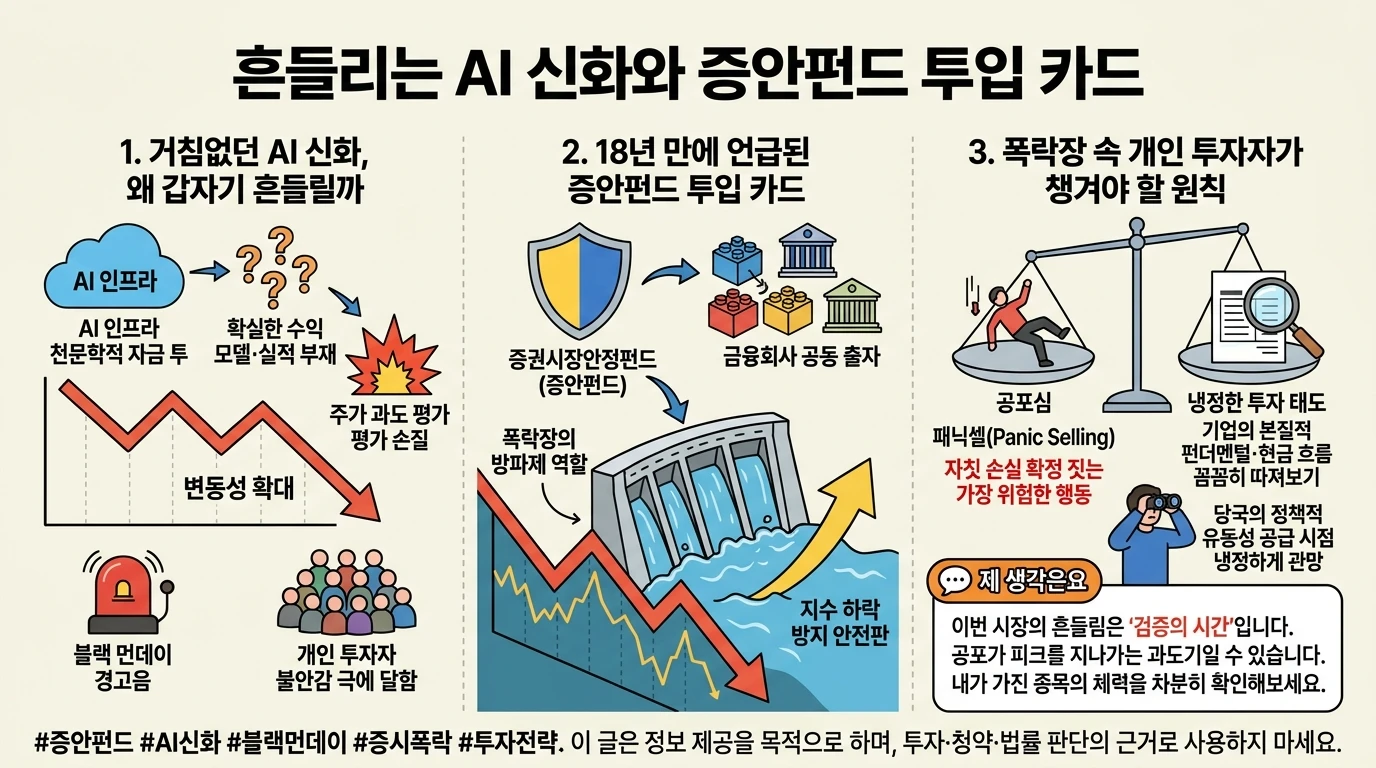 흔들리는 AI 신화와 증안펀드 투입 카드
1. 거침없던 AI 신화,
왜 갑자기 흔들릴까
AI 인프라
AI 인프라
천문학적 자금 투
확실한 수익
모델·실적 부재
주가 과도 평가
평가 손질
변동성 확대
블랙 먼데이
경고음
개인 투자자
불안감 극에 달함
2. 18년 만에 언급된
증안펀드 투입 카드
증권시장안정펀드
(증안펀드)
금융회사 공동 출자
폭락장의
방파제 역할
지수 하락
방지 안전판
3. 폭락장 속 개인 투자자가
챙겨야 할 원칙
공포심
패닉셀(Panic Selling)
자칫 손실 확정 짓는
가장 위험한 행동
냉정한 투자 태도
기업의 본질적
펀더멘털·현금 흐름
꼼꼼히 따져보기
당국의 정책적
유동성 공급 시점
냉정하게 관망
제 생각은요
이번 시장의 흔들림은 '검증의 시간'입니다.
공포가 피크를 지나가는 과도기일 수 있습니다.
내가 가진 종목의 체력을 차분히 확인해보세요.
#증안펀드 #AI신화 #블랙먼데이 #증시폭락 #투자전략. 이 글은 정보 제공을 목적으로 하며, 투자·청약·법률 판단의 근거로 사용하지 마세요.